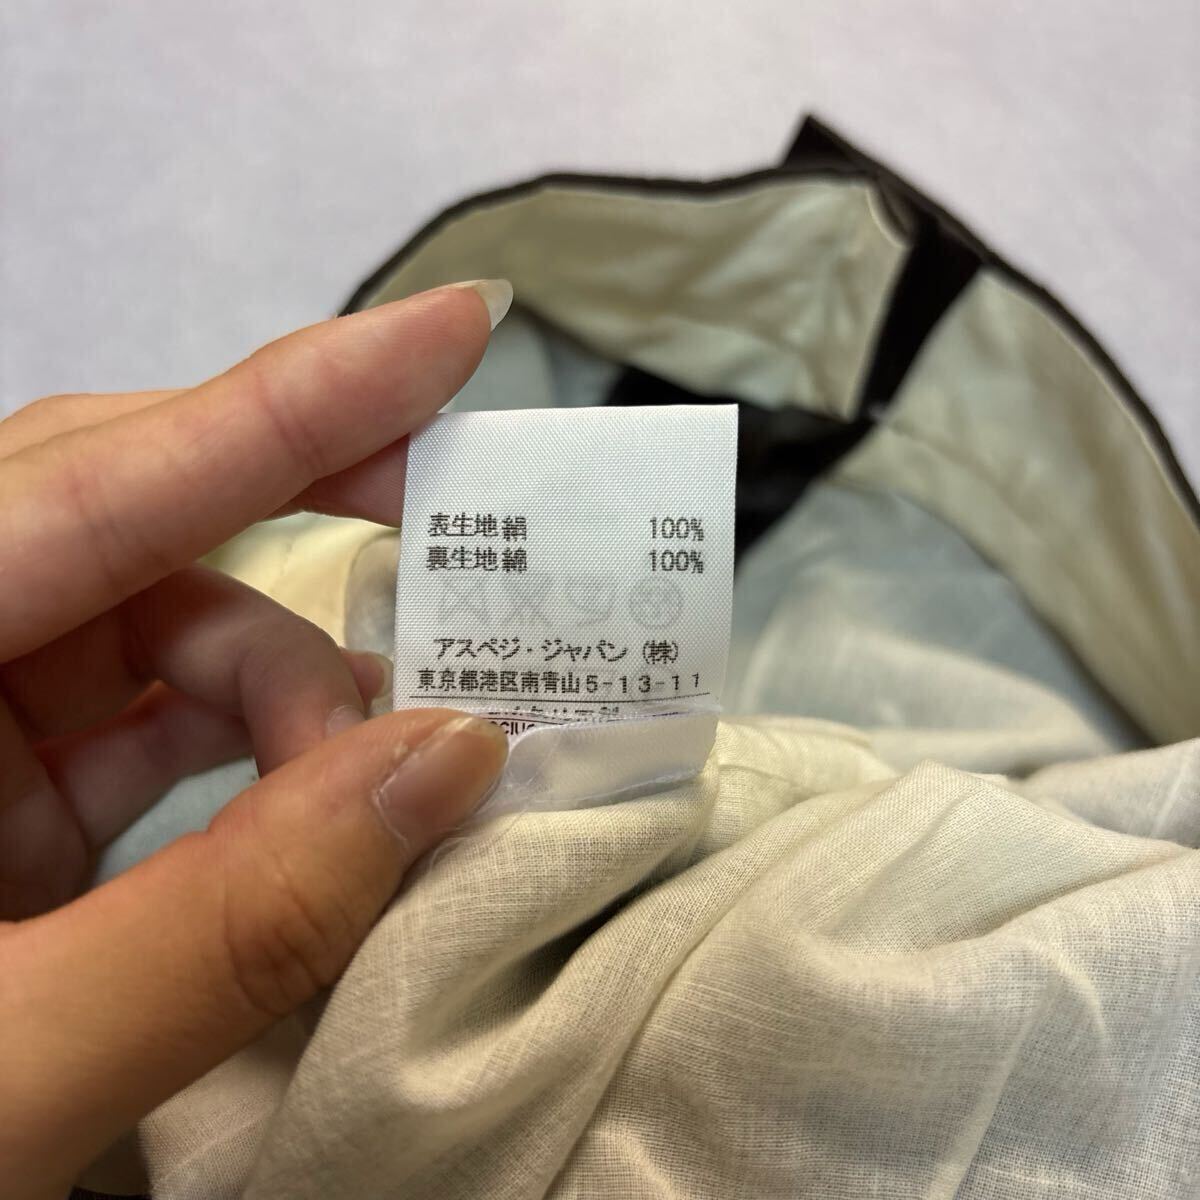 表生地 絹 100%
裏生地 綿 100%
アスペジ・ジャパン (株)
東京都港区南青山5-13-11